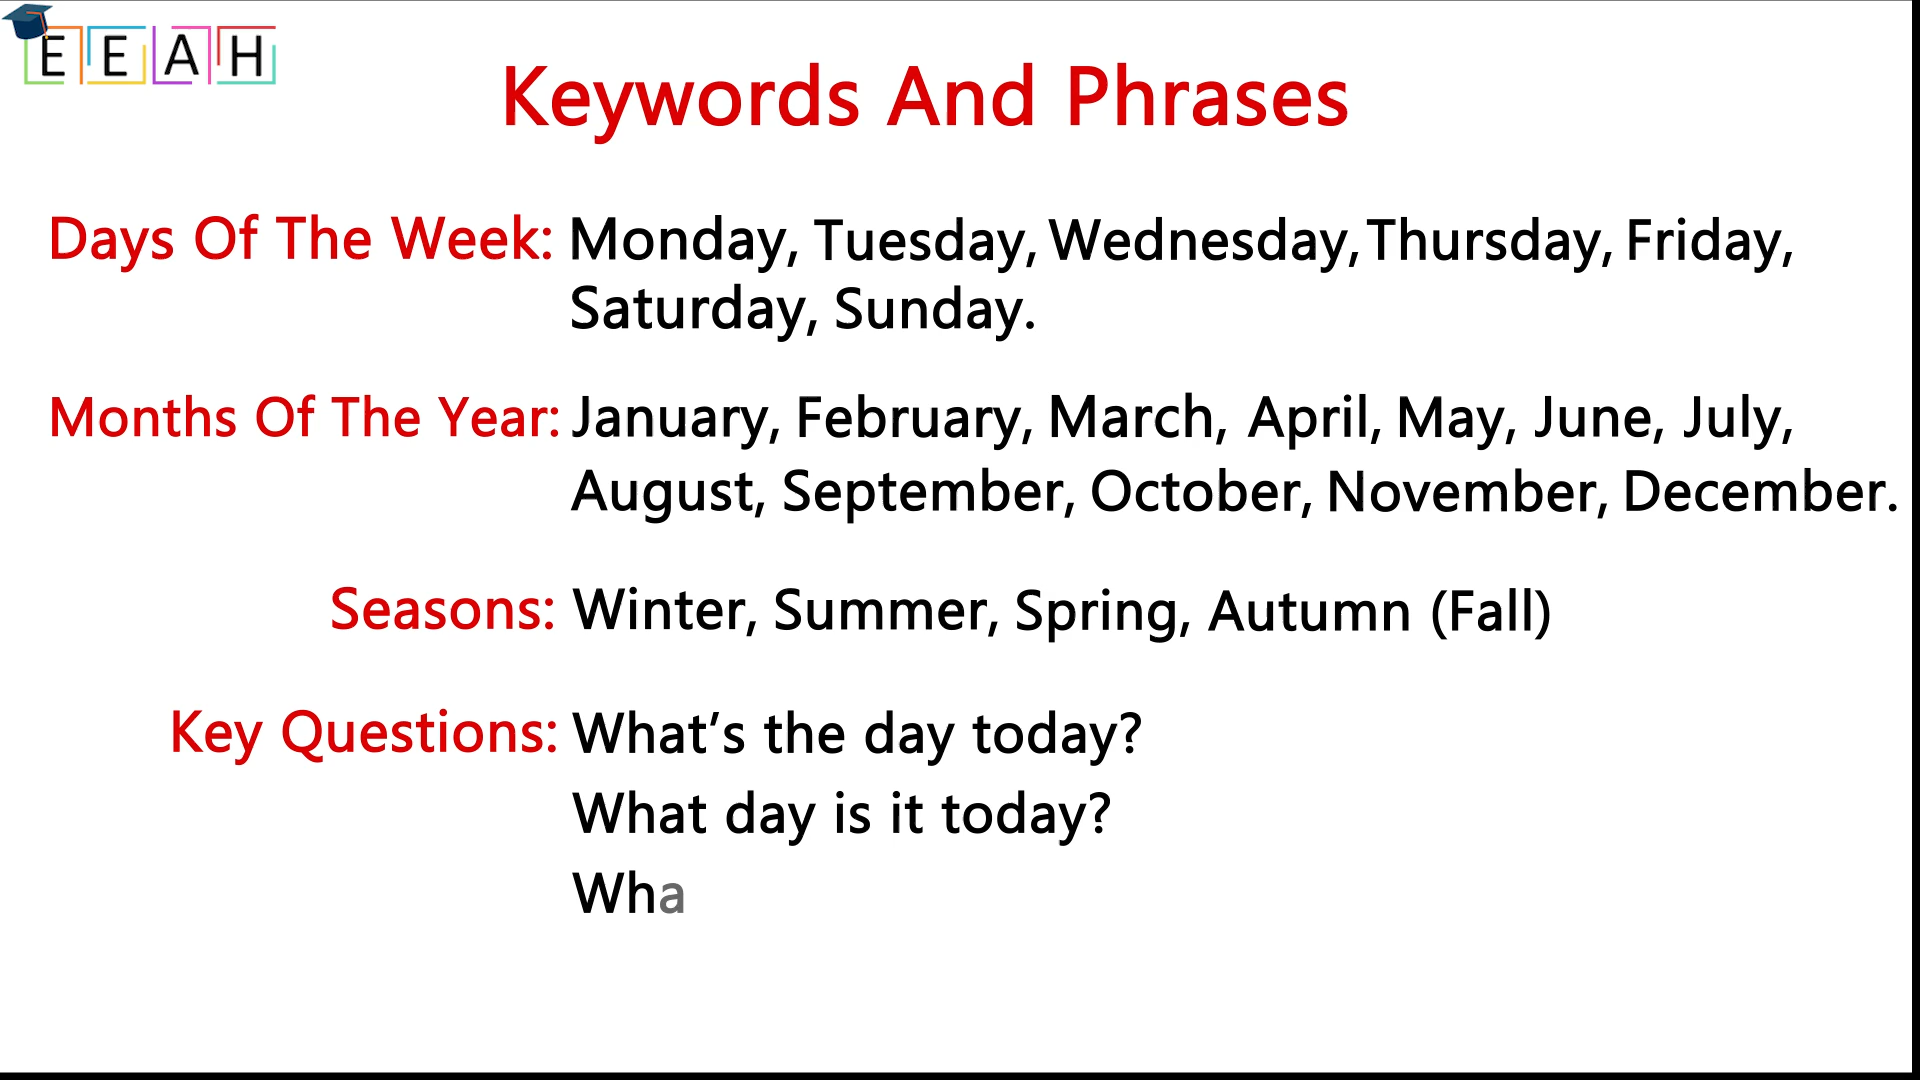 EEAH
Keywords And Phrases
Days Of The Week: Monday, Tuesday, Wednesday, Thursday, Friday,
Saturday, Sunday.
Months Of The Year: January, February, March, April, May, June, July,
August, September, October, November, December.
Seasons: Winter, Summer, Spring, Autumn (Fall)
Key Questions: What’s the day today?
What day is it today?
Wha